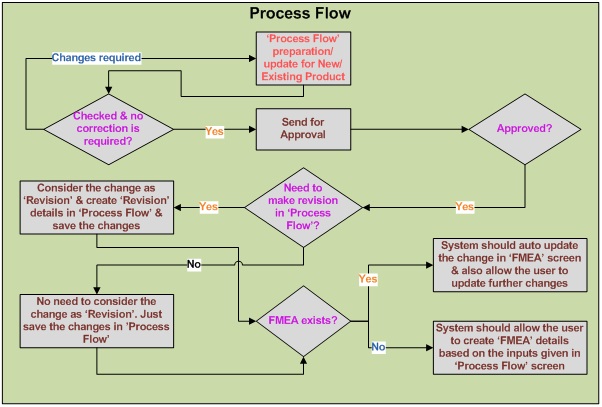 Process Flow
Changes required
‘Process Flow’
preparation/
update for New/
Existing Product
Checked & no
correction is
required?
Yes
Send for
Approval
Approved?
Consider the change as
‘Revision’ & create ‘Revision’
details in ‘Process Flow’ &
save the changes
Yes
Need to
make revision
in ‘Process
Flow’?
Yes
No
No need to consider the
change as ‘Revision’. Just
save the changes in ’Process
Flow’
FMEA exists?
Yes
System should auto update
the change in ‘FMEA’ screen
& also allow the user to
update further changes
No
System should allow the user
to create ‘FMEA’ details
based on the inputs given in
‘Process Flow’ screen